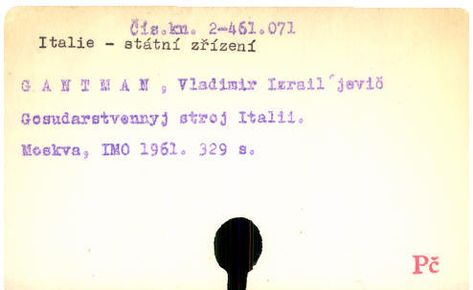 Čís.kn. 2-461.071
Italie - státní zřízení
G A N T M A N , Vladimir Izrail´jevič
Gosudarstvennyj stroj Italii.
Moskva, IMO 1961. 329 s.
Pč